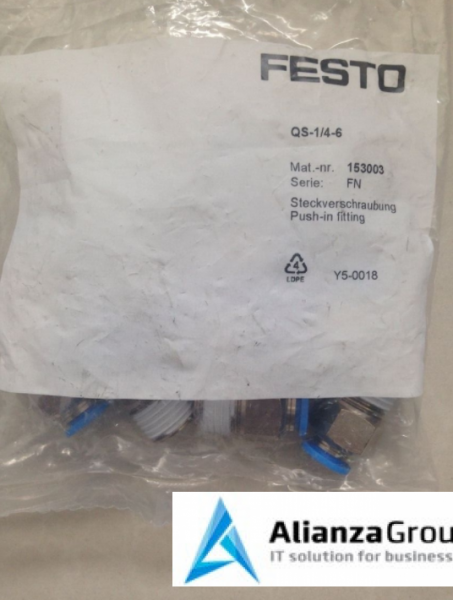 FESTO
QS-1/4-6
Mat.-nr. 153003
Serie: FN
Steckverschraubung
Push-in fitting
4
LDPE
Y5-0018
AlianzaGrou
IT solution for business